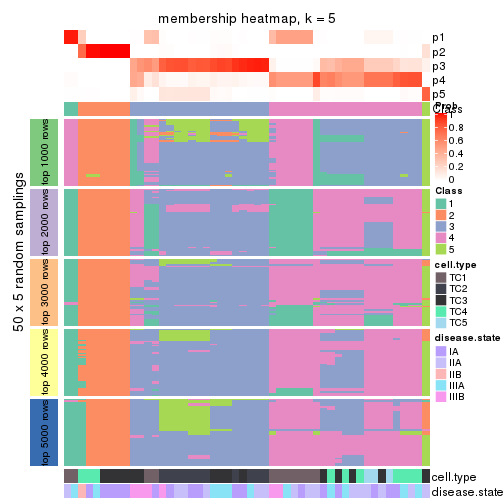 membership heatmap, k = 5
p1
p2
p3
p4
p5
Prob
Class
1
0.8
0.6
0.4
0.2
0
50 x 5 random samplings
top 1000 rows
top 2000 rows
top 3000 rows
top 4000 rows
top 5000 rows
Class
1
2
3
4
5
cell.type
TC1
TC2
TC3
TC4
TC5
disease.state
IA
IIA
IIB
IIIA
IIIB
cell.type
disease.state